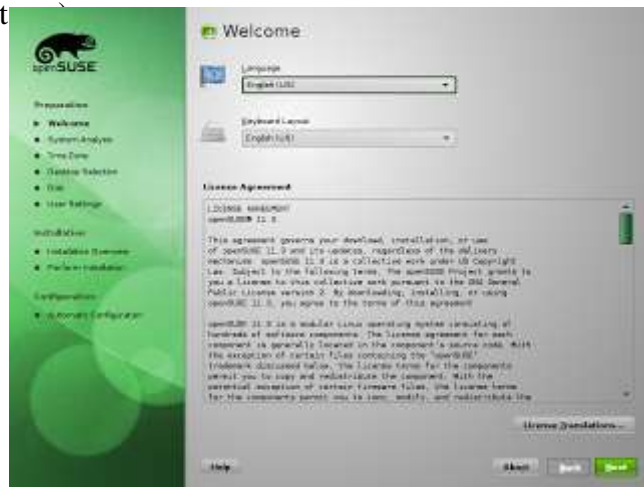 t
openSUSE
Welcome
Preparation
Welcome
System Analysis
Time Zone
Desktop Selection
Disk
User Settings
Installation
Installation Overview
Perform Installation
Configuration
Automatic Configuration
Language
English (US)
Keyboard Layout
English (US)
License Agreement
LICENSE AGREEMENT
openSUSE® 11.
This agreement governs your download, installation, or use
of openSUSE 11. and its updates, regardless of the delivery
mechanism. openSUSE 11. is a collective work under US Copyright
Law. Subject to the following terms, The openSUSE Project grants to
you a license to this collective work pursuant to the GNU General
Public License version 2. By downloading, installing, or using
openSUSE 11. , you agree to the terms of this agreement
openSUSE 11. is a modular Linux operating system consisting of
hundreds of software components. The license agreement for each
component is generally located in the component's source code. With
the exception of certain files containing the "openSUSE"
trademark discussed below, the license terms for the components
permit you to copy and redistribute the component. With the
potential exception of certain firmware files, the license terms
for the components permit you to copy, modify, and redistribute the
License Translations...
Help
About
Back
Next